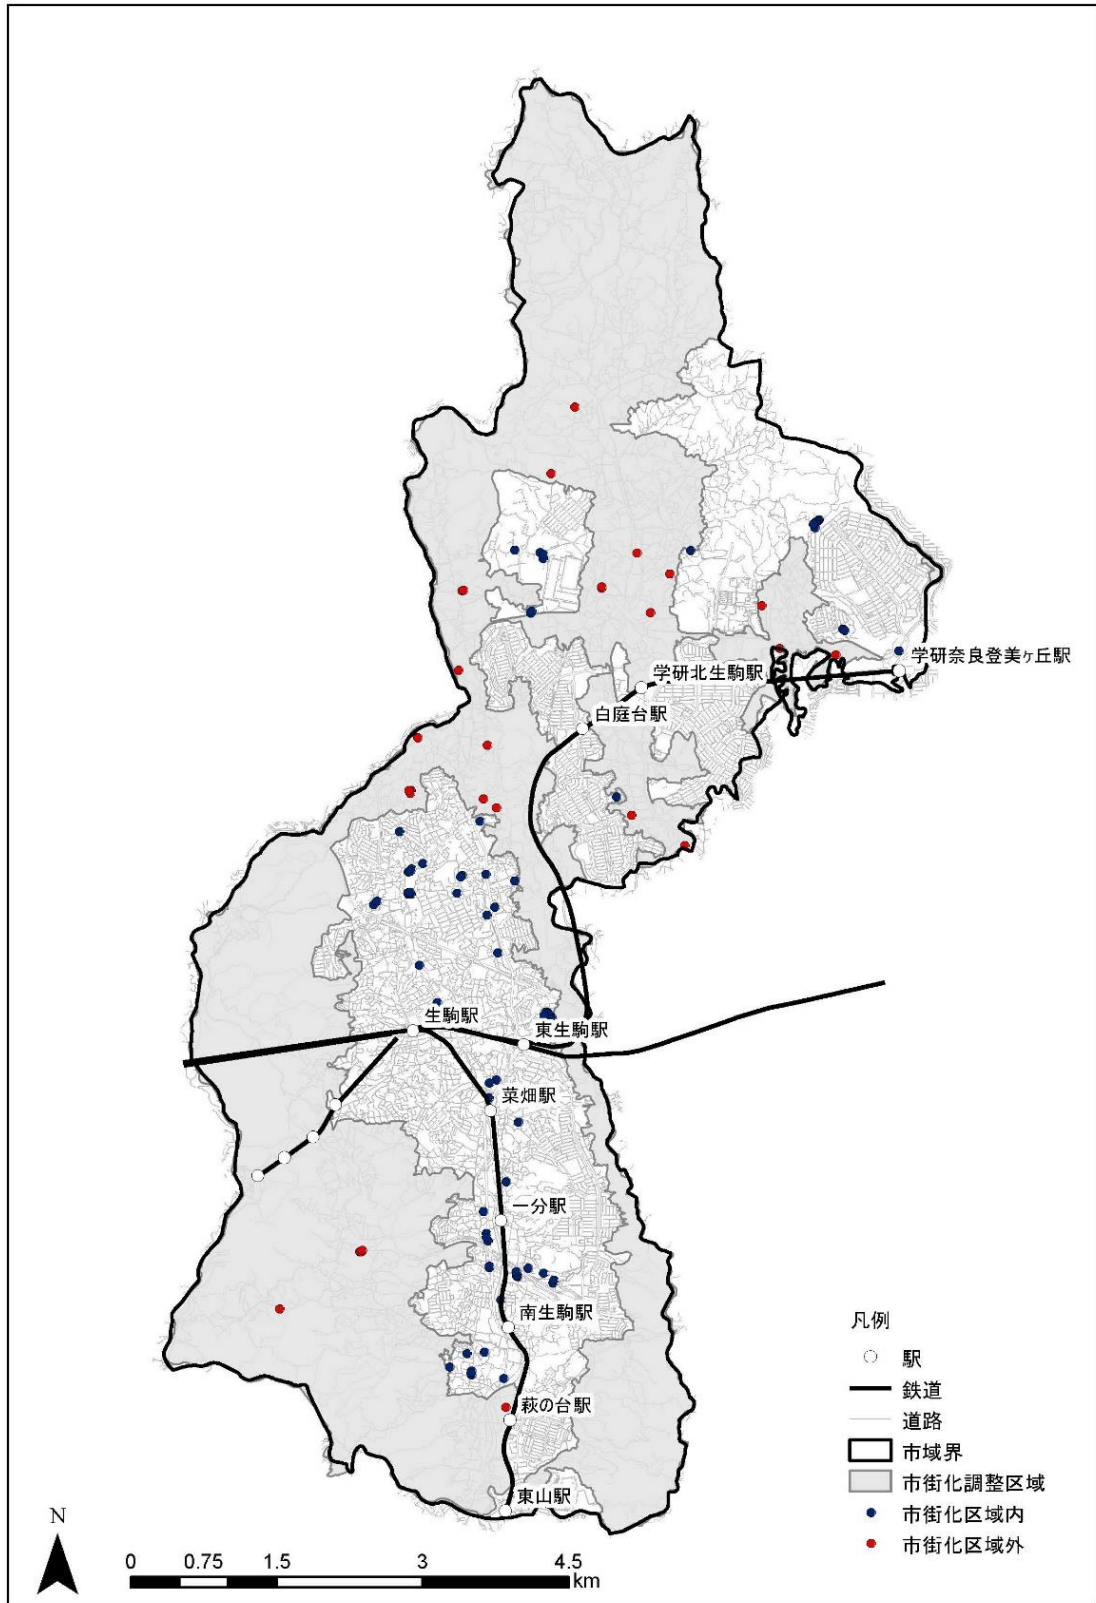 学研奈良登美ヶ丘駅
学研北生駒駅
白庭台駅
生駒駅
東生駒駅
菜畑駅
一分駅
南生駒駅
萩の台駅
東山駅
凡例
駅
鉄道
道路
市域界
市街化調整区域
市街化区域内
市街化区域外
N
0 0.75 1.5 3 4.5
km